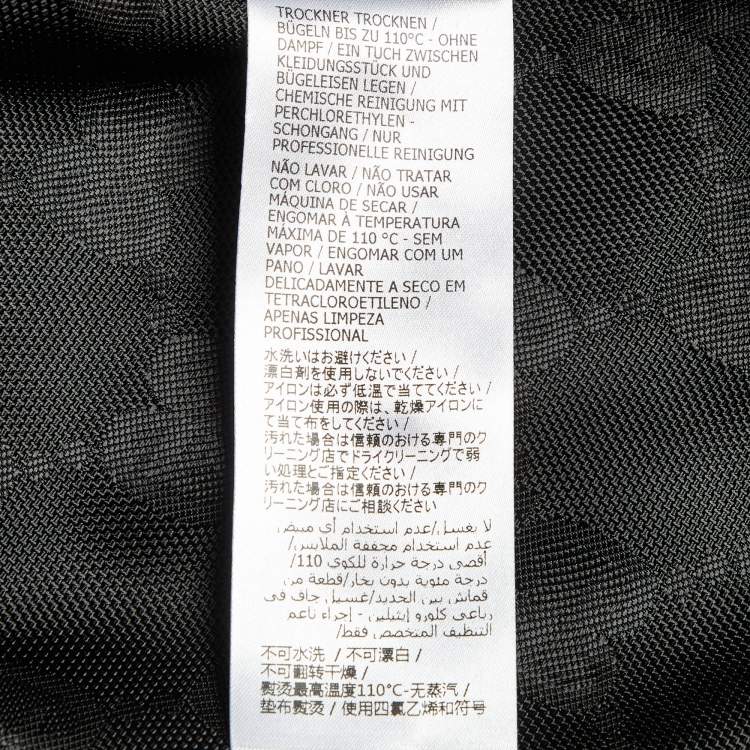 TROCKNER TROCKNEN /
BÜGELN BIS ZU 110°C - OHNE
DAMPF / EIN TUCH ZWISCHEN
KLEIDUNGSSTÜCK UND
BÜGELEISEN LEGEN /
CHEMISCHE REINIGUNG MIT
PERCHLORETHYLEN -
SCHONGANG / NUR
PROFESSIONELLE REINIGUNG
NÃO LAVAR / NÃO TRATAR
COM CLORO / NÃO USAR
MÁQUINA DE SECAR /
ENGOMAR À TEMPERATURA
MÁXIMA DE 110 °C - SEM
VAPOR / ENGOMAR COM UM
PANO / LAVAR
DELICADAMENTE A SECO EM
TETRACLOROETILENO /
APENAS LIMPEZA
PROFISSIONAL
水洗いはお避けください /
漂白剤を使用しないでください /
アイロンは必ず低温で当ててください /
アイロン使用の際は、乾燥アイロンに
て当て布をしてください /
汚れた場合は信頼のおける専門のク
リーニング店でドライクリーニングで弱
い処理とご指定ください /
汚れた場合は信頼のおける専門のク
リーニング店にご相談ください
لا يغسل/عدم استخدام أي مبيض
عدم استخدام مجففة الملابس/
أقصى درجة حرارة للكوي 110/
درجة مئوية بدون بخار/قطعة من
قماش بين الحديد/غسيل جاف في
رباعي كلورو إيثيلين - إجراء ناعم
التنظيف المتخصص فقط/
不可水洗 / 不可漂白 /
不可翻转干燥 /
熨烫最高温度110°C-无蒸汽 /
垫布熨烫 / 使用四氯乙烯和符号